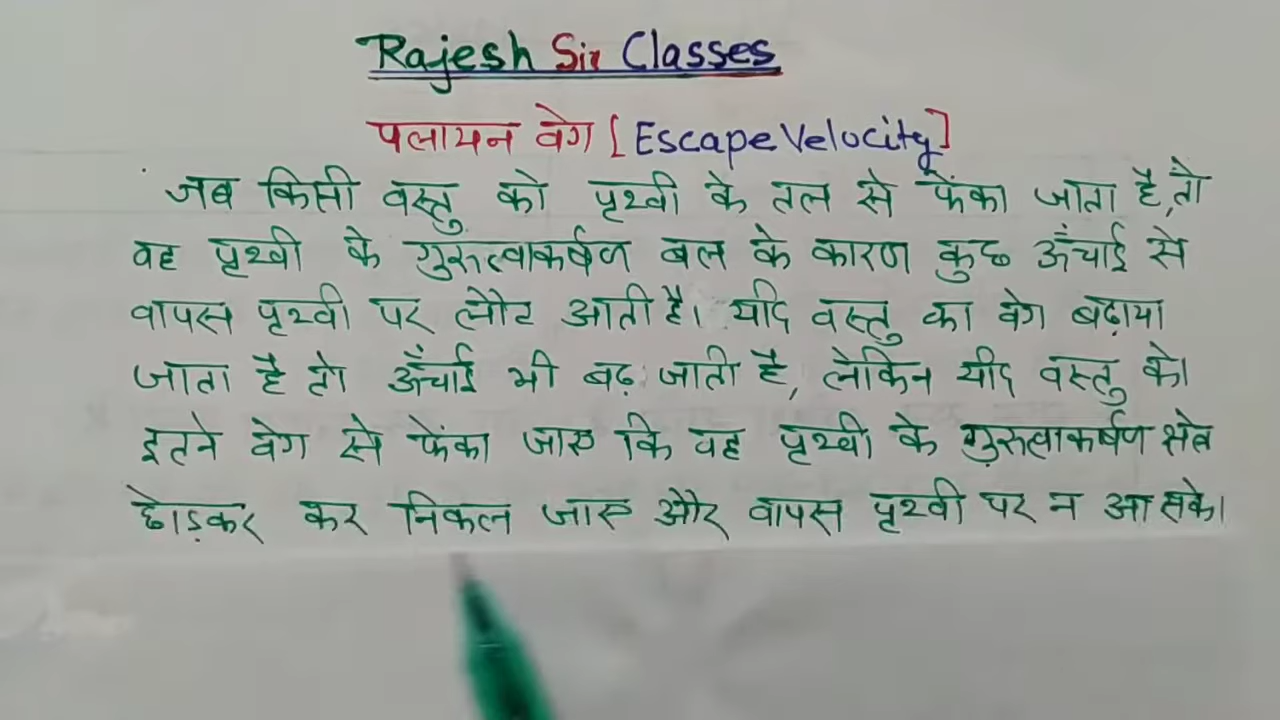 Rajesh Sir Classes
पलायन वेग [Escape Velocity]
जब किसी वस्तु को पृथ्वी के तल से फेंका जाता है, तो
वह पृथ्वी के गुरुत्वाकर्षण बल के कारण कुछ ऊँचाई से
वापस पृथ्वी पर लौट आती है। यदि वस्तु का वेग बढ़ाया
जाता है तो ऊँचाई भी बढ़ जाती है, लेकिन यदि वस्तु को
इतने वेग से फेंका जाए कि वह पृथ्वी के गुरुत्वाकर्षण क्षेत्र
छोड़कर कर निकल जाए और वापस पृथ्वी पर न आ सके।